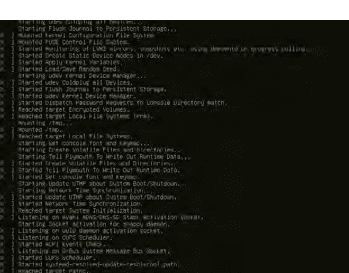 Starting udev Coldplug all Devices...
Starting Flush Journal to Persistent Storage...
] Mounted Kernel Configuration File System.
] Mounted FUSE Control File System.
] Started Monitoring of LVM2 mirrors, snapshots etc. using dmeventd or progress polling.
] Started Create Static Device Nodes in /dev.
] Started Apply Kernel Variables.
] Started Load/Save Random Seed.
Starting udev Kernel Device Manager...
] Started udev Coldplug all Devices.
] Started Flush Journal to Persistent Storage.
] Started udev Kernel Device Manager.
] Started Dispatch Password Requests to Console Directory Watch.
] Reached target Encrypted Volumes.
] Reached target Local File Systems (Pre).
Mounting /tmp...
] Mounted /tmp.
] Reached target Local File Systems.
Starting Set console font and keymap...
Starting Create Volatile Files and Directories...
Starting Tell Plymouth To Write Out Runtime Data...
] Started Create Volatile Files and Directories.
] Started Tell Plymouth To Write Out Runtime Data.
] Started Set console font and keymap.
Starting Update UTMP about System Boot/Shutdown...
Starting Network Time Synchronization...
] Started Update UTMP about System Boot/Shutdown.
] Started Network Time Synchronization.
] Reached target System Initialization.
] Listening on Avahi mDNS/DNS-SD Stack Activation Socket.
Starting Socket activation for snappy daemon.
] Listening on UUID daemon activation socket.
] Listening on CUPS Scheduler.
] Started ACPI Events Check.
] Listening on D-Bus System Message Bus Socket.
] Started CUPS Scheduler.
] Started systemd-resolved-update-resolvconf.path.
] Reached target Paths.